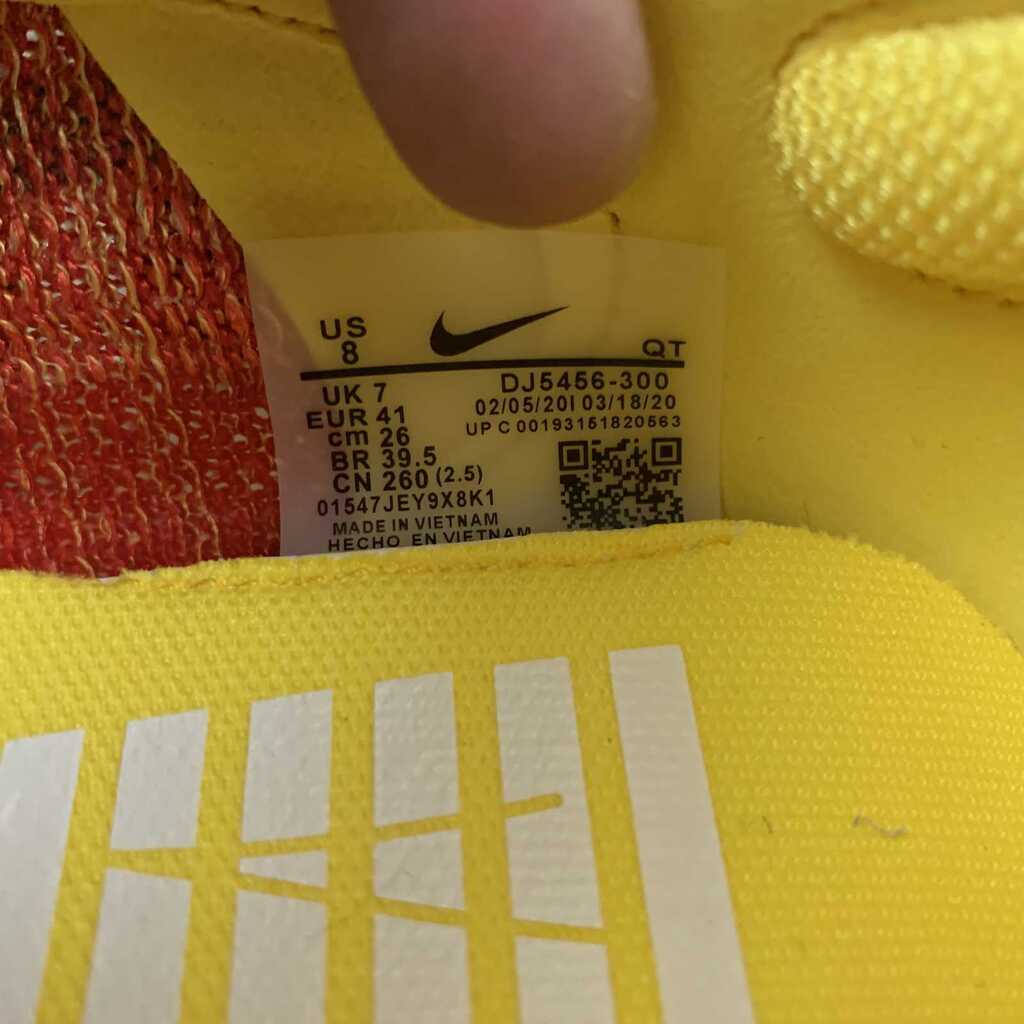 US
8
QT
UK 7
EUR 41
cm 26
BR 39.5
CN 260 (2.5)
DJ5456-300
02/05/20I 03/18/20
UP C 00193151820563
01547JEY9X8K1
MADE IN VIETNAM
HECHO EN VIETNAM